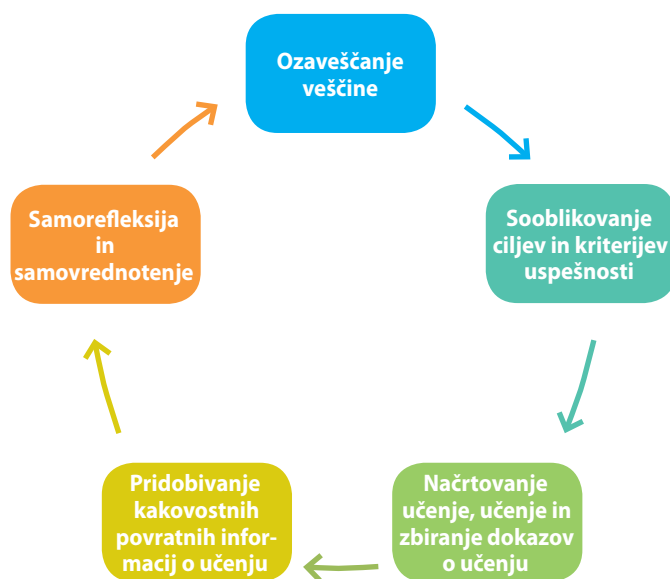 Ozaveščanje
veščine
Sooblikovanje
ciljev in kriterijev
uspešnosti
Načrtovanje
učenje, učenje in
zbiranje dokazov
o učenju
Pridobivanje
kakovostnih
povratnih infor-
macij o učenju
Samorefleksija
in
samovrednotenje